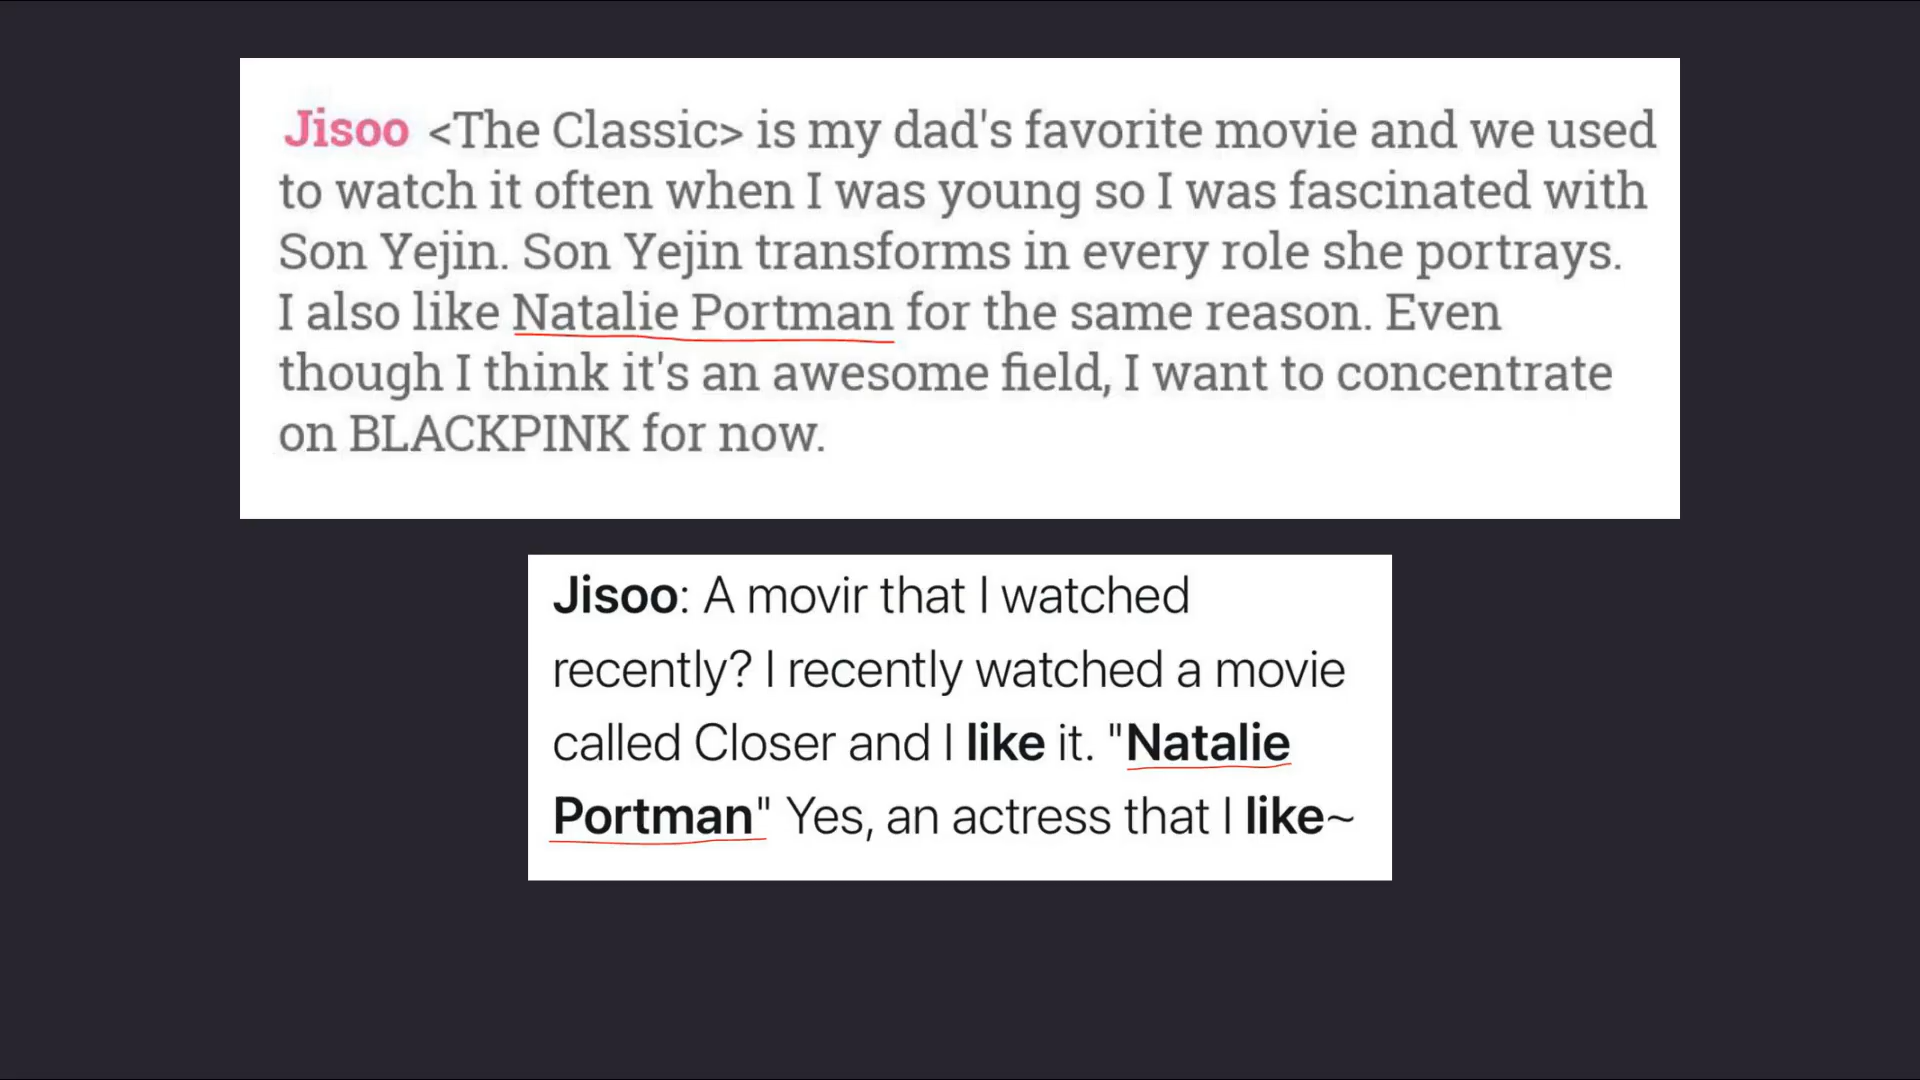 Jisoo <The Classic> is my dad's favorite movie and we used
to watch it often when I was young so I was fascinated with
Son Yejin. Son Yejin transforms in every role she portrays.
I also like Natalie Portman for the same reason. Even
though I think it's an awesome field, I want to concentrate
on BLACKPINK for now.
Jisoo: A movir that I watched
recently? I recently watched a movie
called Closer and I like it. "Natalie
Portman" Yes, an actress that I like~